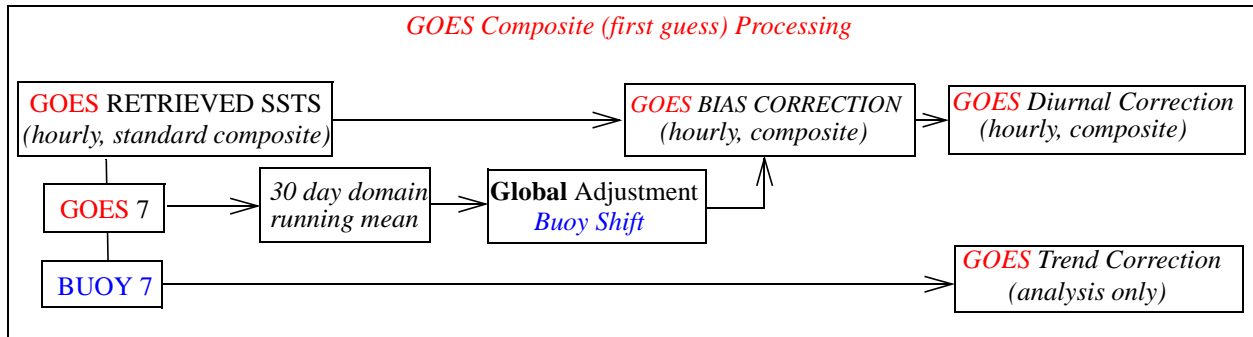 GOES Composite (first guess) Processing
GOES RETRIEVED SSTS
(hourly, standard composite)
GOES BIAS CORRECTION
(hourly, composite)
GOES Diurnal Correction
(hourly, composite)
GOES 7
30 day domain
running mean
Global Adjustment
Buoy Shift
BUOY 7
GOES Trend Correction
(analysis only)